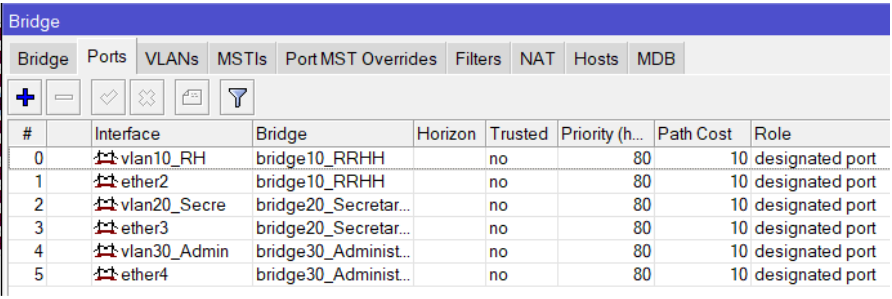 Bridge
Bridge Ports VLANs MSTIs Port MST Overrides Filters NAT Hosts MDB
# Interface Bridge Horizon Trusted Priority (h... Path Cost Role
0 vlan10_RH bridge10_RRHH no 80 10 designated port
1 ether2 bridge10_RRHH no 80 10 designated port
2 vlan20_Secre bridge20_Secretar... no 80 10 designated port
3 ether3 bridge20_Secretar... no 80 10 designated port
4 vlan30_Admin bridge30_Administ... no 80 10 designated port
5 ether4 bridge30_Administ... no 80 10 designated port